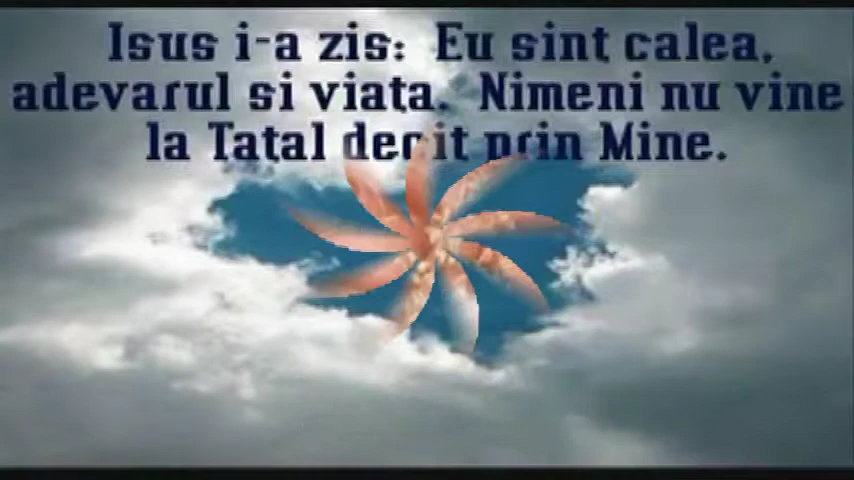 Isus i-a zis: Eu sint calea,
adevarul si viata. Nimeni nu vine
la Tatal decit prin Mine.